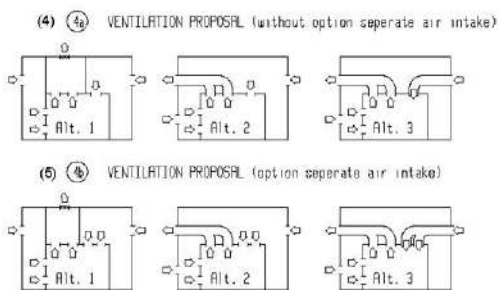 (4) 4a VENTILATION PROPOSAL (without option seperate air intake)
Alt. 1 Alt. 2 Alt. 3
(5) 4b VENTILATION PROPOSAL (option seperate air intake)
Alt. 1 Alt. 2 Alt. 3